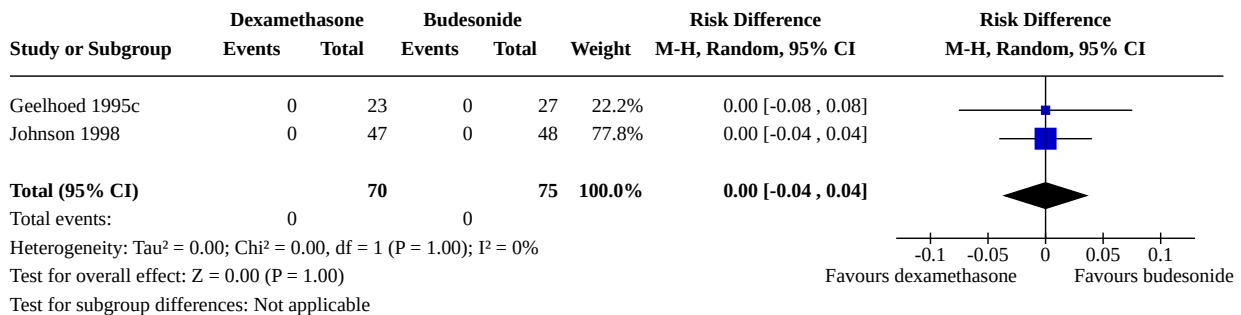 Dexamethasone Budesonide Risk Difference Risk Difference
Study or Subgroup Events Total Events Total Weight M-H, Random, 95% CI M-H, Random, 95% CI
Geelhoed 1995c 0 23 0 27 22.2% 0.00 [-0.08 , 0.08]
Johnson 1998 0 47 0 48 77.8% 0.00 [-0.04 , 0.04]
Total (95% CI) 70 75 100.0% 0.00 [-0.04 , 0.04]
Total events: 0 0
Heterogeneity: Tau² = 0.00; Chi² = 0.00, df = 1 (P = 1.00); I² = 0%
-0.1 -0.05 0 0.05 0.1
Test for overall effect: Z = 0.00 (P = 1.00) Favours dexamethasone Favours budesonide
Test for subgroup differences: Not applicable